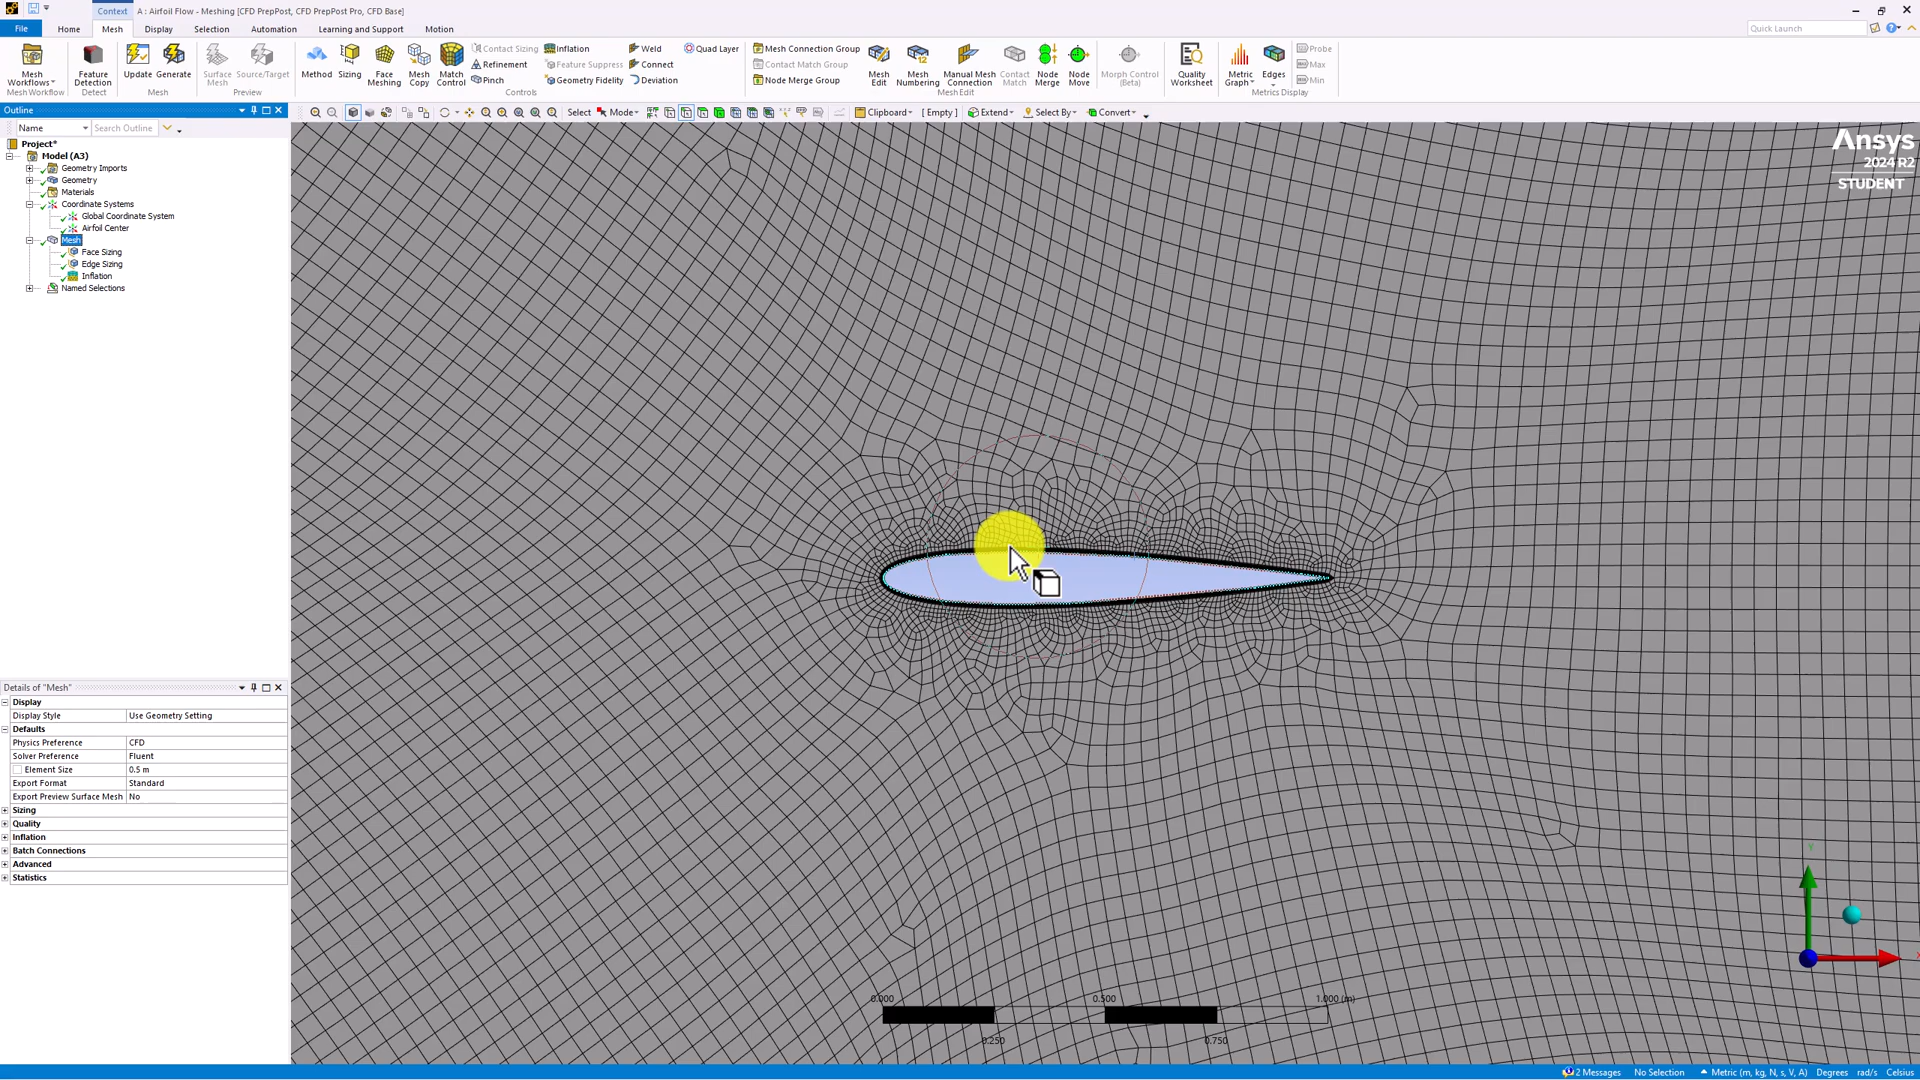 Context
A : Airfoil Flow - Meshing [CFD PrepPost, CFD PrepPost Pro, CFD Base]
File Home Mesh Display Selection Automation Learning and Support Motion
Quick Launch
Mesh Workflows
Mesh Workflow
Feature Detection
Detect
Update
Generate
Mesh
Surface Mesh
Source/Target
Preview
Method
Sizing
Face Meshing
Mesh Copy
Match Control
Contact Sizing
Refinement
Pinch
Inflation
Feature Suppress
Geometry Fidelity
Weld
Connect
Deviation
Quad Layer
Controls
Mesh Connection Group
Contact Match Group
Node Merge Group
Mesh Edit
Mesh Numbering
Manual Mesh Connection
Contact Match
Node Merge
Node Move
Mesh Edit
Morph Control (Beta)
Quality Worksheet
Metric Graph
Edges
Probe
Max
Min
Metrics Display
Outline
Select Mode Clipboard [ Empty ] Extend Select By Convert
Name Search Outline
Project*
Model (A3)
Geometry Imports
Geometry
Materials
Coordinate Systems
Global Coordinate System
Airfoil Center
Mesh
Face Sizing
Edge Sizing
Inflation
Named Selections
Ansys
2024 R2
STUDENT
Details of "Mesh"
Display
Display Style Use Geometry Setting
Defaults
Physics Preference CFD
Solver Preference Fluent
Element Size 0.5 m
Export Format Standard
Export Preview Surface Mesh No
Sizing
Quality
Inflation
Batch Connections
Advanced
Statistics
Y
X
0.000 0.500 1.000 (m)
0.250 0.750
2 Messages No Selection Metric (m, kg, N, s, V, A) Degrees rad/s Celsius